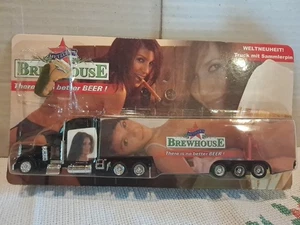 WELTNEUHEIT!
Truck mit Sammlerpin
BREWHOUSE
There is no better BEER !
BREWHOUSE
There is no better BEER !